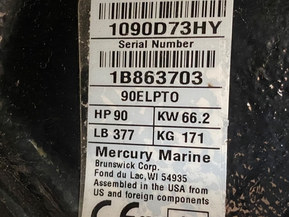 1090D73HY
Serial Number
1B863703
90ELPTO
HP 90 KW 66.2
LB 377 KG 171
Mercury Marine
Brunswick Corp.
Fond du Lac, WI 54935
Assembled in the USA from US
and foreign components
CE